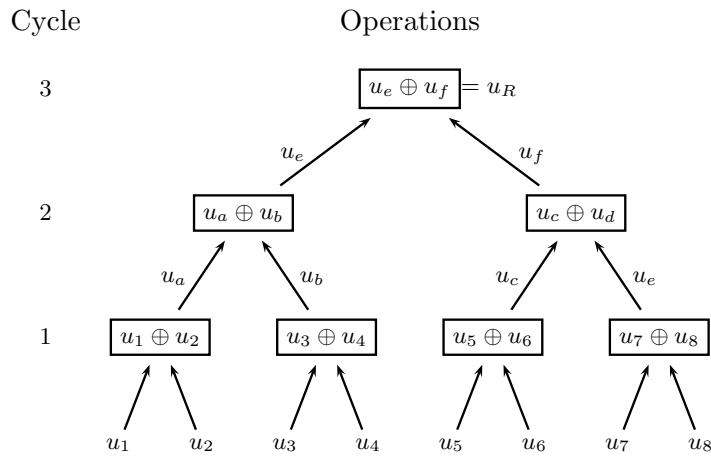 Cycle Operations
3 u_e ⊕ u_f = u_R
u_e u_f
2 u_a ⊕ u_b u_c ⊕ u_d
u_a u_b u_c u_e
1 u_1 ⊕ u_2 u_3 ⊕ u_4 u_5 ⊕ u_6 u_7 ⊕ u_8
u_1 u_2 u_3 u_4 u_5 u_6 u_7 u_8